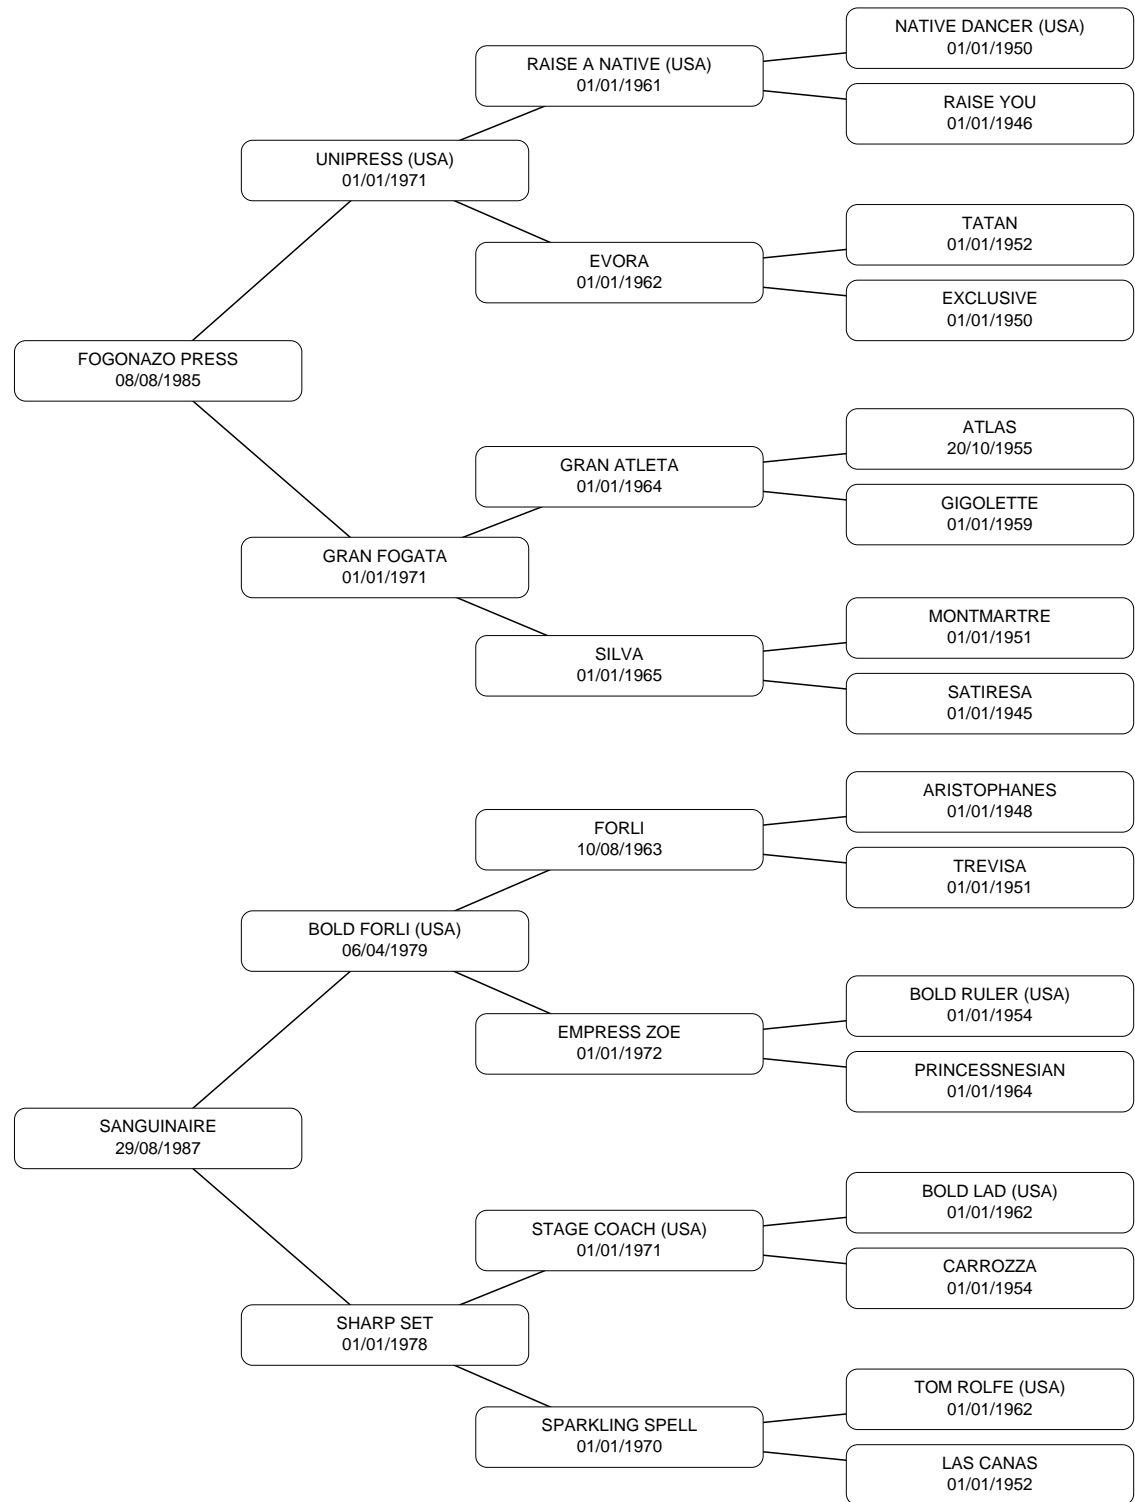 NATIVE DANCER (USA)
01/01/1950
RAISE A NATIVE (USA)
01/01/1961
RAISE YOU
01/01/1946
UNIPRESS (USA)
01/01/1971
TATAN
01/01/1952
EVORA
01/01/1962
EXCLUSIVE
01/01/1950
FOGONAZO PRESS
08/08/1985
ATLAS
20/10/1955
GRAN ATLETA
01/01/1964
GIGOLETTE
01/01/1959
GRAN FOGATA
01/01/1971
MONTMARTRE
01/01/1951
SILVA
01/01/1965
SATIRESA
01/01/1945
ARISTOPHANES
01/01/1948
FORLI
10/08/1963
TREVISA
01/01/1951
BOLD FORLI (USA)
06/04/1979
BOLD RULER (USA)
01/01/1954
EMPRESS ZOE
01/01/1972
PRINCESSNESIAN
01/01/1964
SANGUINAIRE
29/08/1987
BOLD LAD (USA)
01/01/1962
STAGE COACH (USA)
01/01/1971
CARROZZA
01/01/1954
SHARP SET
01/01/1978
TOM ROLFE (USA)
01/01/1962
SPARKLING SPELL
01/01/1970
LAS CANAS
01/01/1952